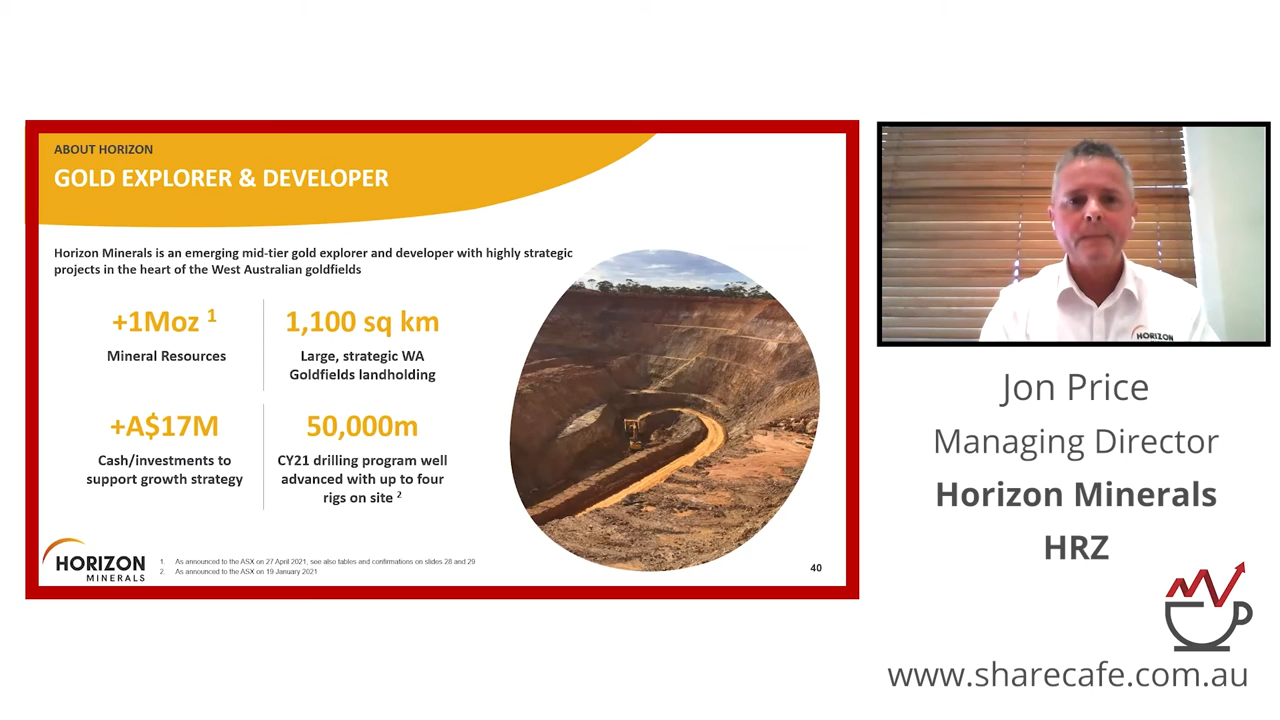 ABOUT HORIZON
GOLD EXPLORER & DEVELOPER
Horizon Minerals is an emerging mid-tier gold explorer and developer with highly strategic
projects in the heart of the West Australian goldfields
+1Moz 1
Mineral Resources
1,100 sq km
Large, strategic WA
Goldfields landholding
+A$17M
Cash/investments to
support growth strategy
50,000m
CY21 drilling program well
advanced with up to four
rigs on site 2
HORIZON
MINERALS
1. As announced to the ASX on 27 April 2021, see also tables and confirmations on slides 28 and 29
2. As announced to the ASX on 19 January 2021
40
HORIZON
Jon Price
Managing Director
Horizon Minerals
HRZ
www.sharecafe.com.au